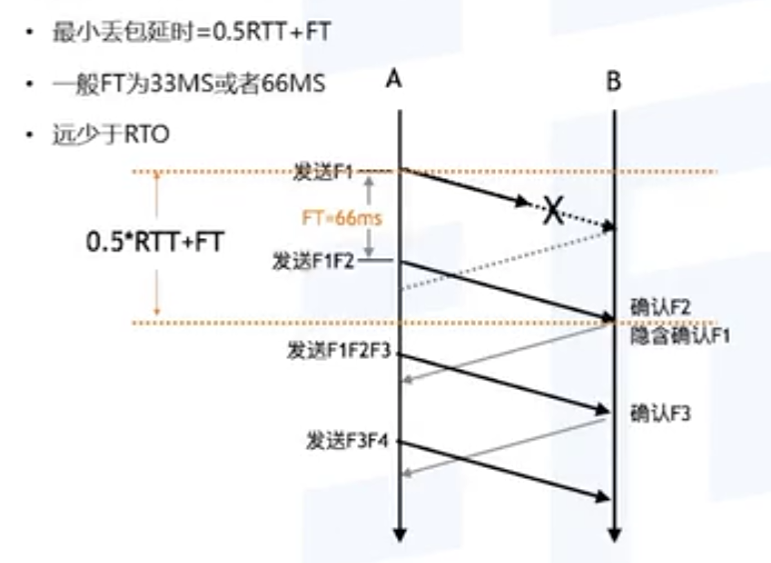 • 最小丢包延时=0.5RTT+FT
• 一般FT为33MS或者66MS
• 远少于RTO
A
B
发送F1
FT=66ms
0.5*RTT+FT
发送F1F2
X
确认F2
隐含确认F1
发送F1F2F3
确认F3
发送F3F4